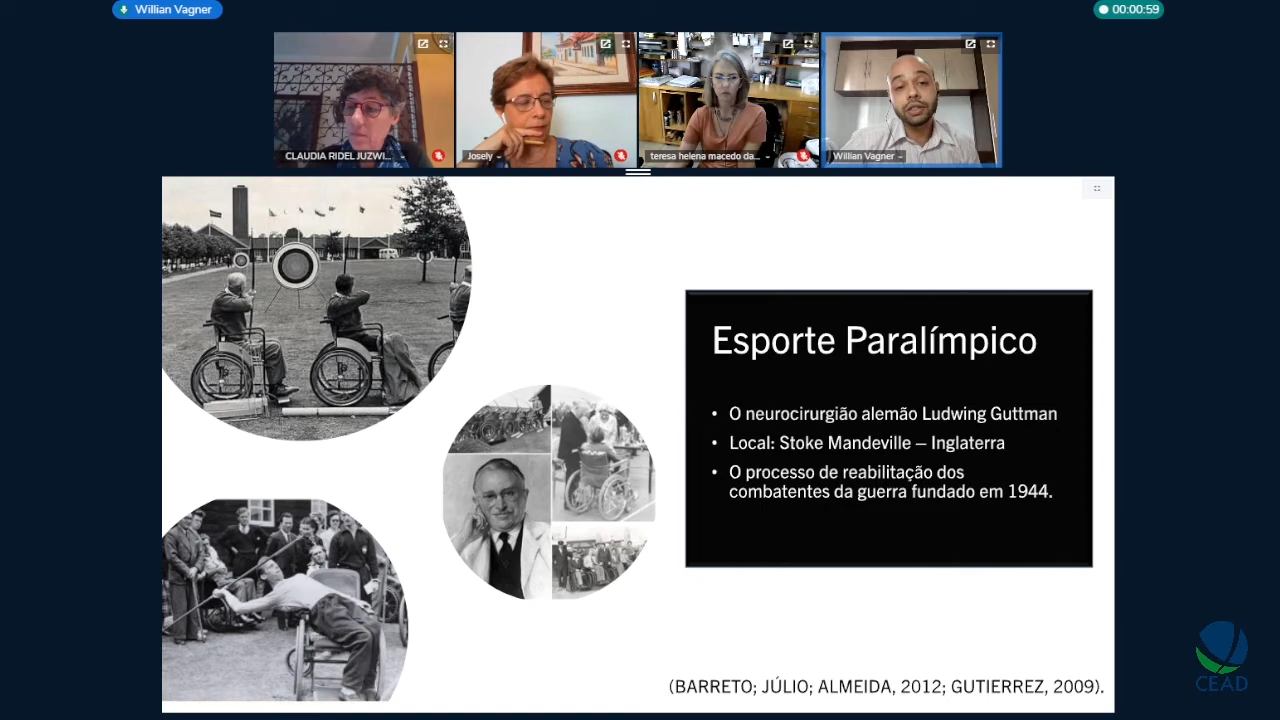 Willian Vagner
00:00:59
CLAUDIA RIDEL JUZWI...
Josely
teresa helena macedo da...
Willian Vagner
Esporte Paralímpico
• O neurocirurgião alemão Ludwing Guttman
• Local: Stoke Mandeville – Inglaterra
• O processo de reabilitação dos
combatentes da guerra fundado em 1944.
(BARRETO; JÚLIO; ALMEIDA, 2012; GUTIERREZ, 2009).
CEAD